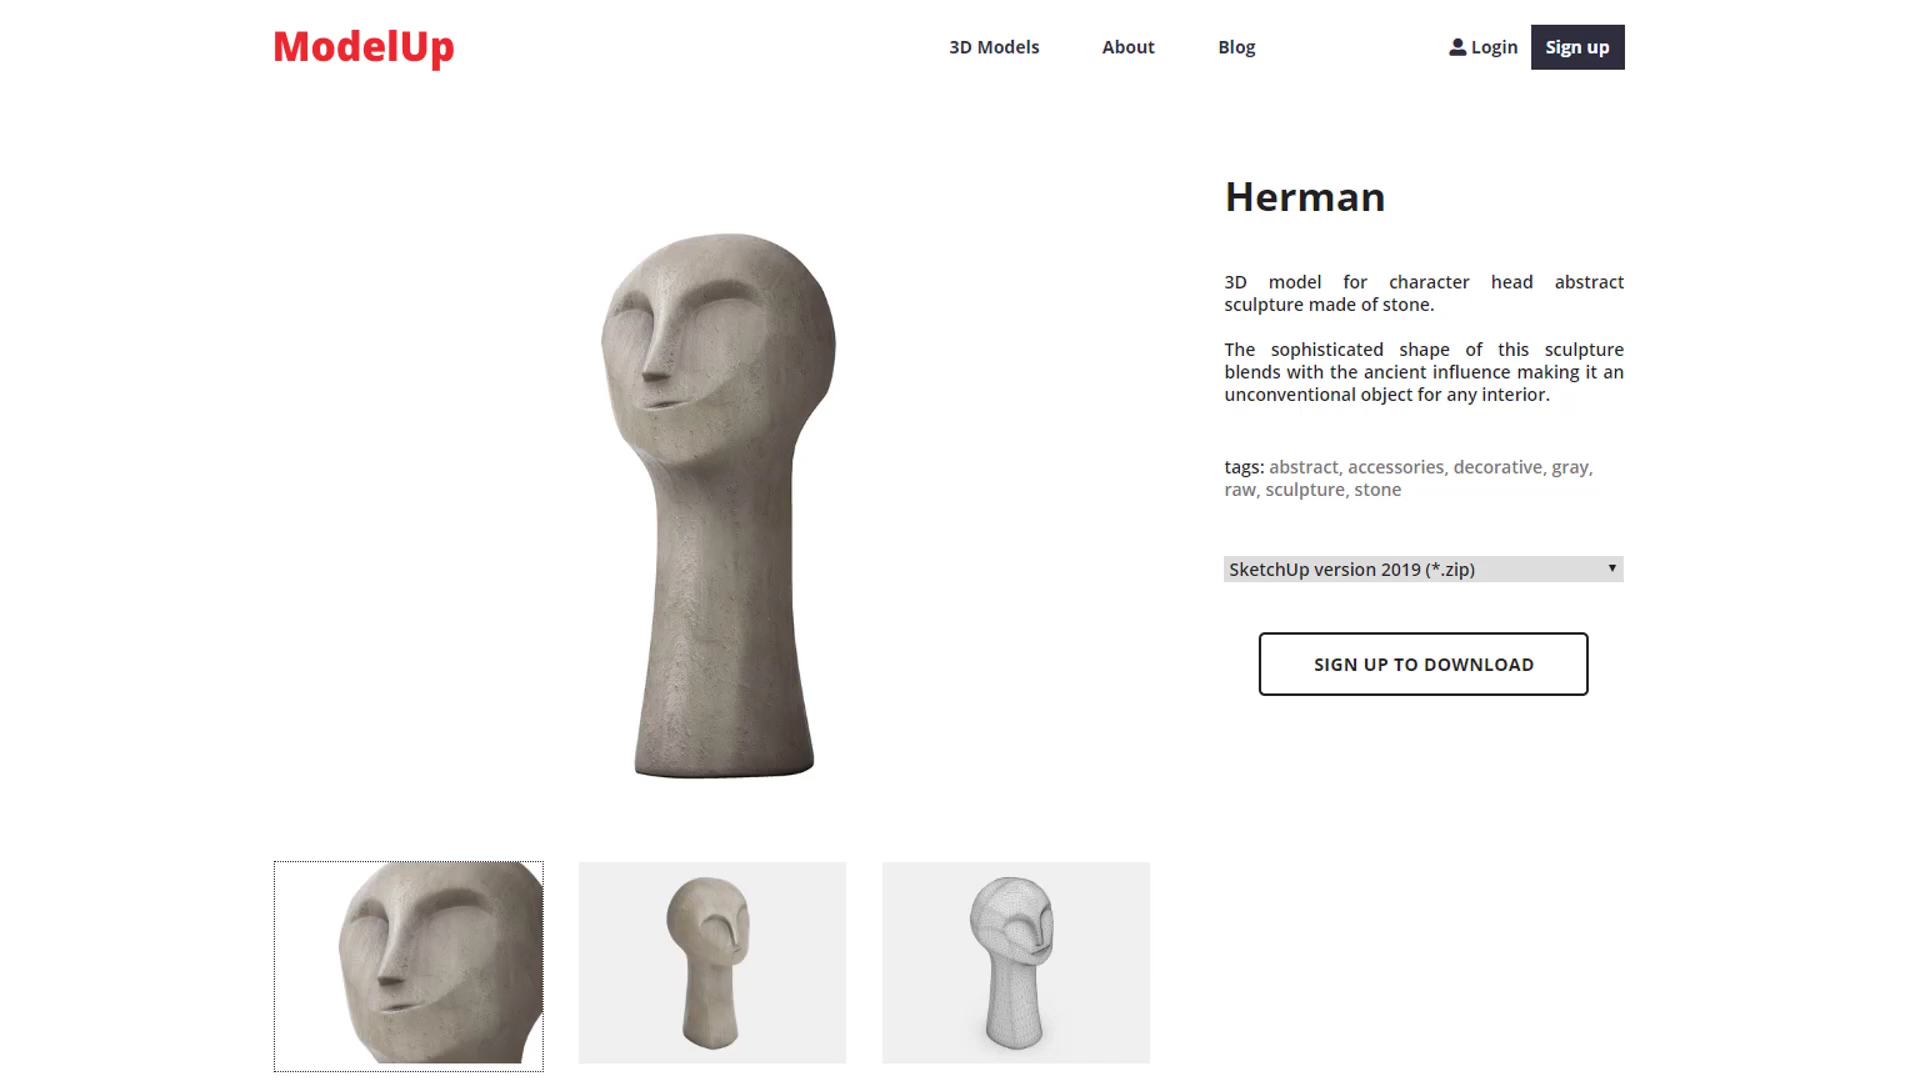 ModelUp
3D Models
About
Blog
Login
Sign up
Herman
3D model for character head abstract
sculpture made of stone.
The sophisticated shape of this sculpture
blends with the ancient influence making it an
unconventional object for any interior.
tags: abstract, accessories, decorative, gray,
raw, sculpture, stone
SketchUp version 2019 (*.zip)
SIGN UP TO DOWNLOAD